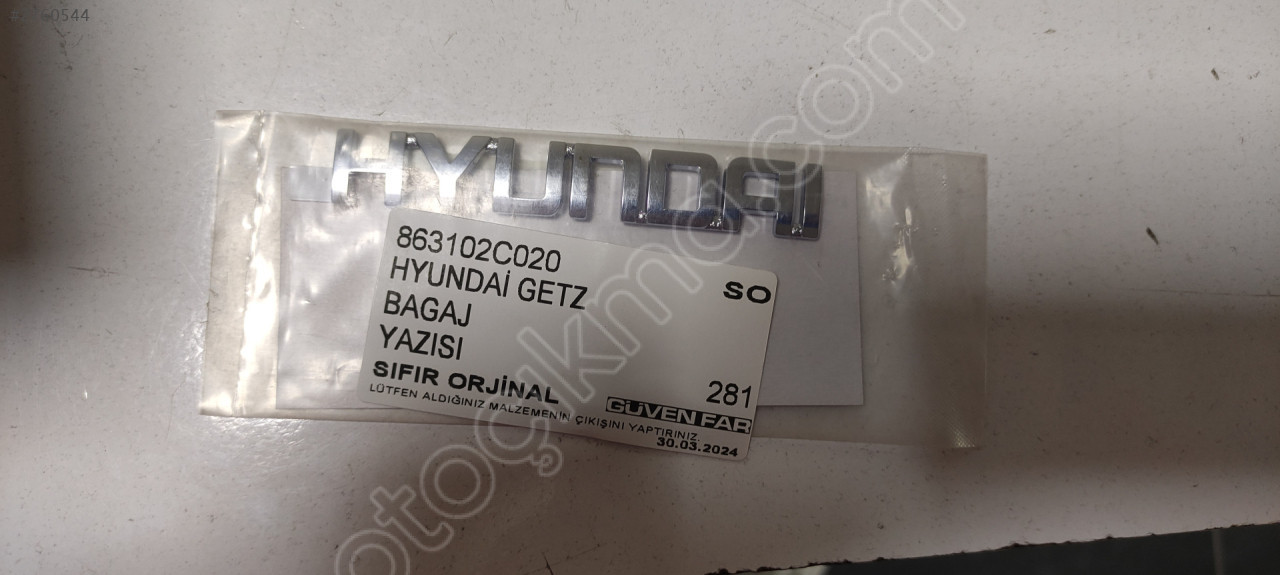 HYUNDAI
863102C020
HYUNDAİ GETZ
SO
BAGAJ
YAZISI
SIFIR ORJİNAL
281
LÜTFEN ALDIĞINIZ MALZEMENİN ÇIKIŞINI YAPTIRINIZ.
GÜVEN FAR
30.03.2024
otoçıkma.com